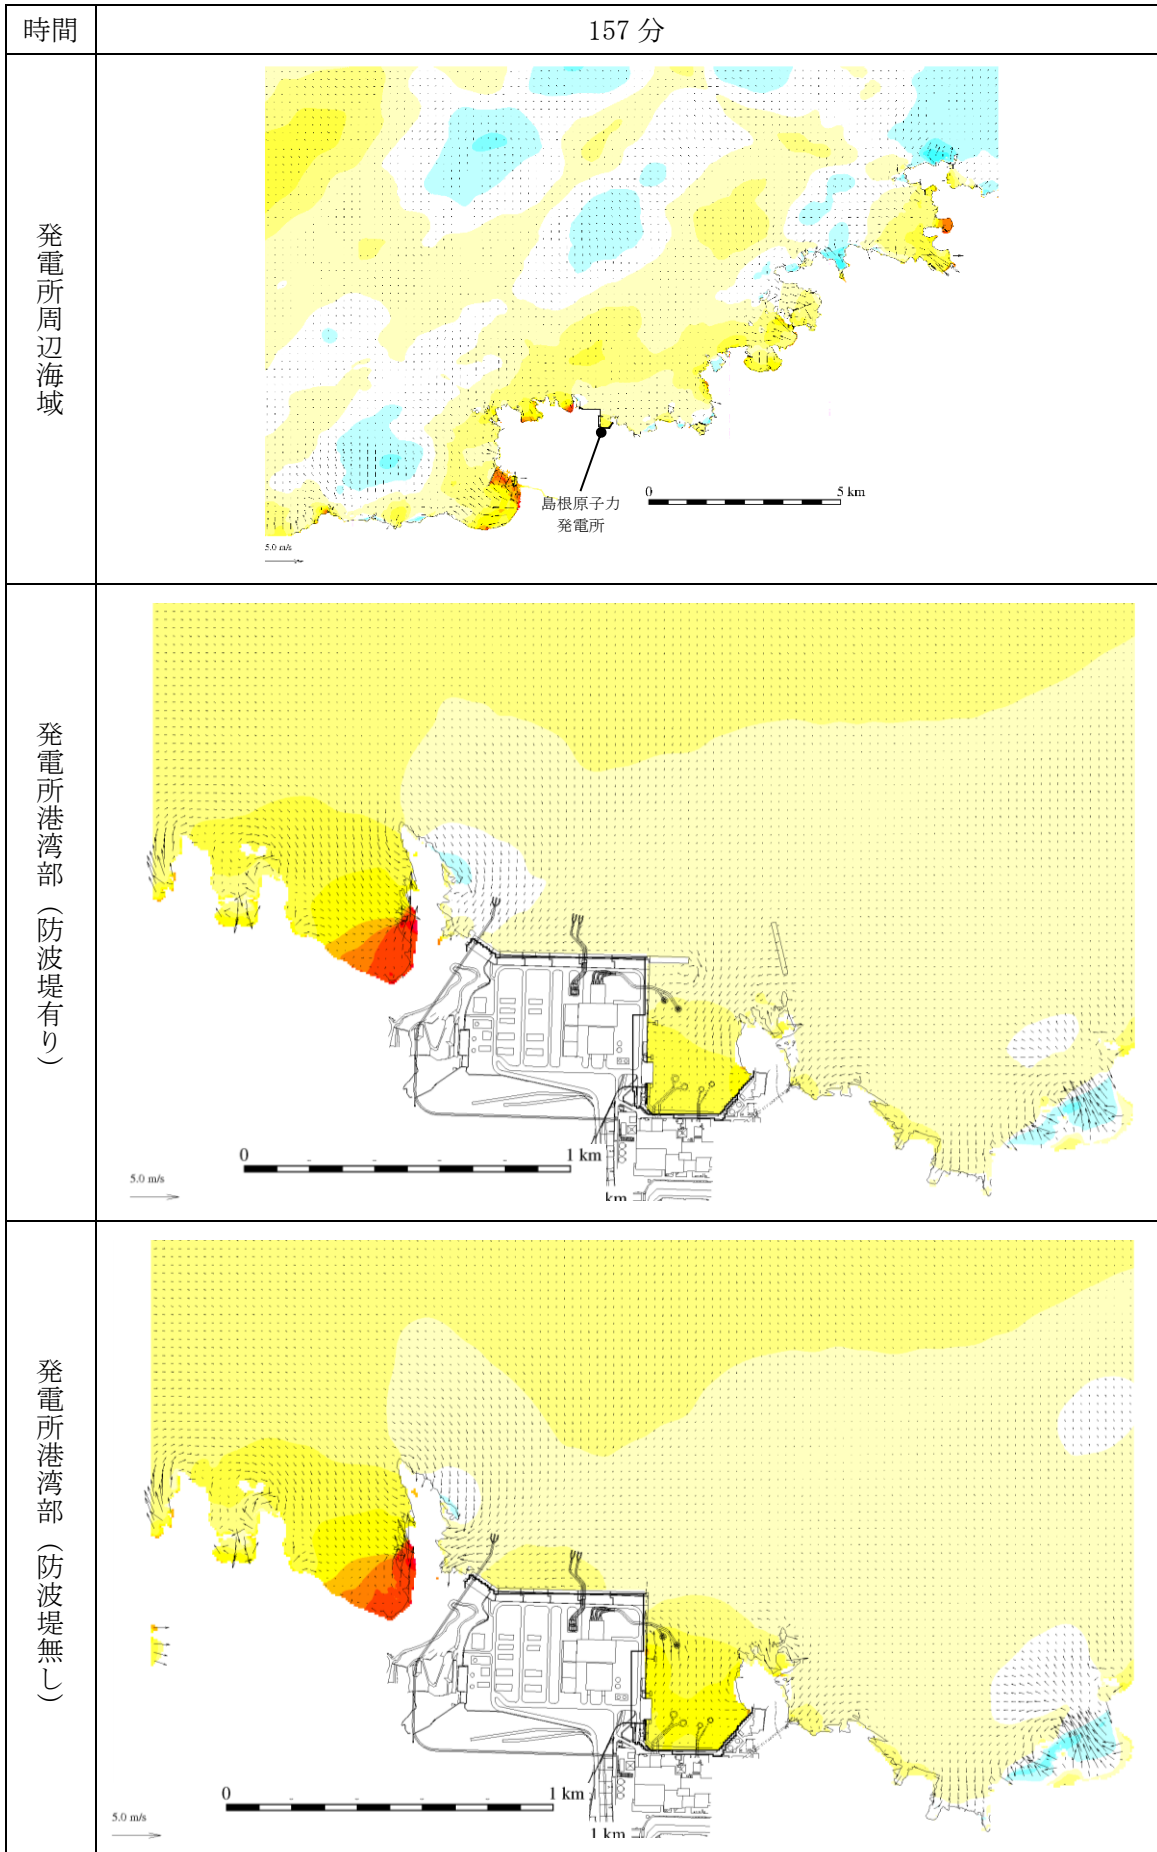 時間
157 分
発電所周辺海域
島根原子力
発電所
0
5 km
5.0 m/s
発電所港湾部（防波堤有り）
0
1 km
5.0 m/s
km
発電所港湾部（防波堤無し）
0
1 km
5.0 m/s
1 km